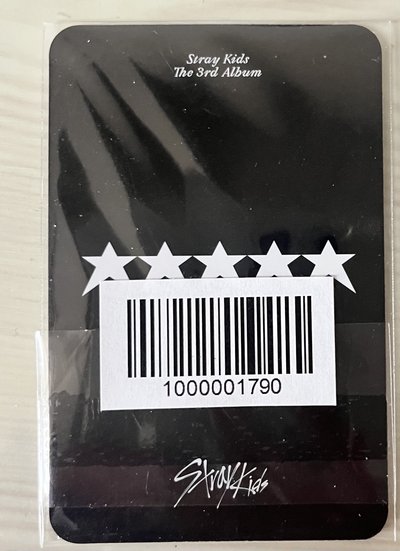 Stray Kids
The 3rd Album
1000001790
Stray Kids